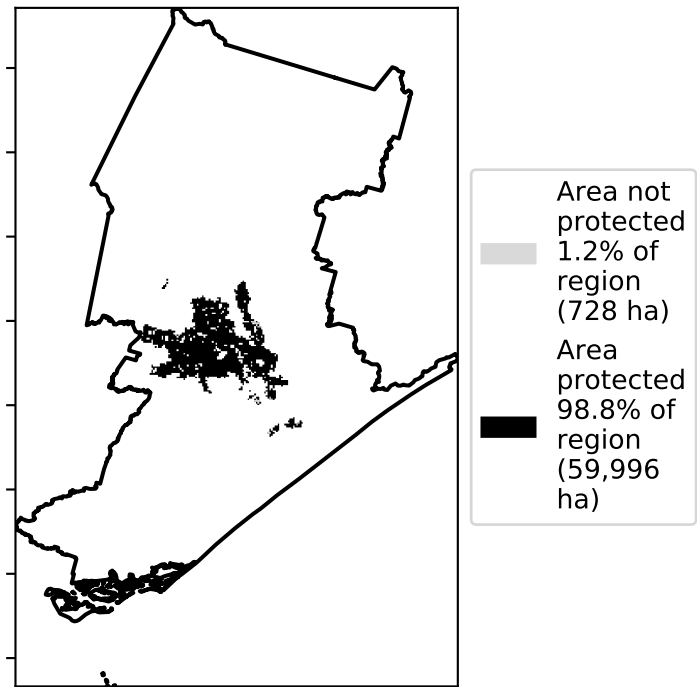 Area not
protected
1.2% of
region
(728 ha)
Area
protected
98.8% of
region
(59,996
ha)